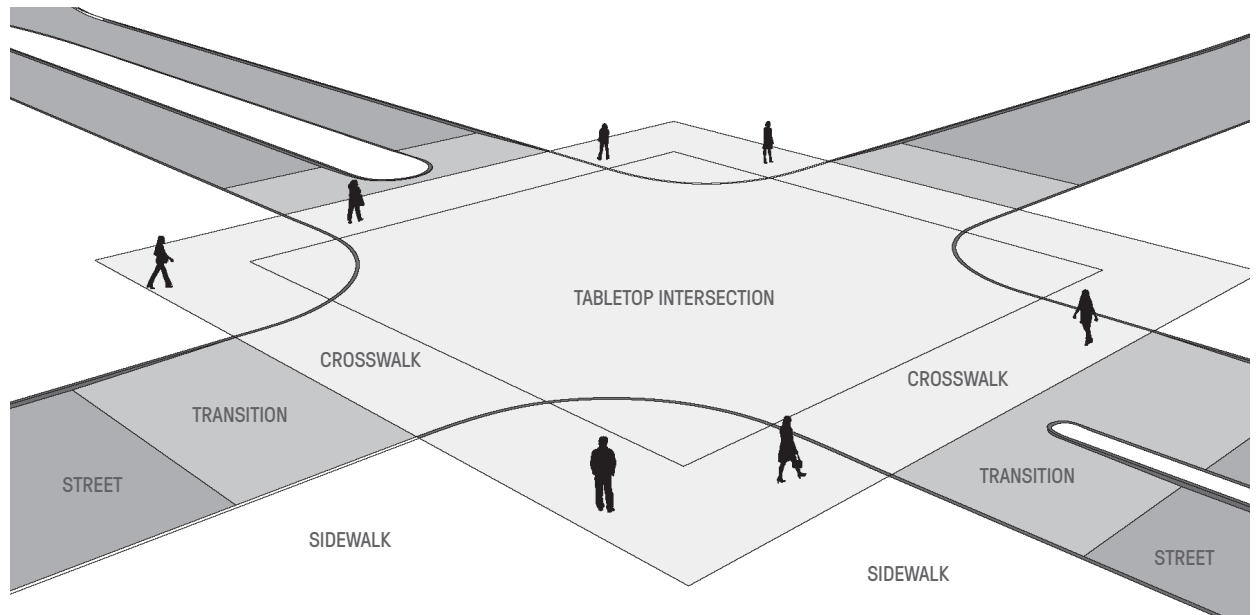 TABLETOP INTERSECTION
CROSSWALK
CROSSWALK
TRANSITION
TRANSITION
STREET
SIDEWALK
STREET
SIDEWALK